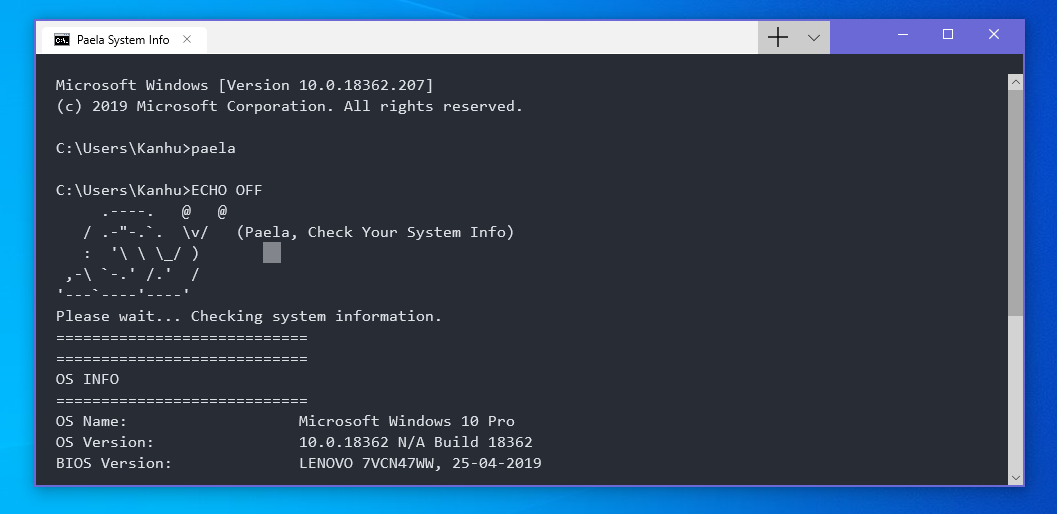 Paela System Info
Microsoft Windows [Version 10.0.18362.207]
(c) 2019 Microsoft Corporation. All rights reserved.
C:\Users\Kanhu>paela
C:\Users\Kanhu>ECHO OFF
     .----.   @   @
   / .-"-.`.  \v/   (Paela, Check Your System Info)
   :  '\ \ \_/ )
 ,-\ `-.' /.'  /
'---`----'----'
Please wait... Checking system information.
============================
============================
OS INFO
============================
OS Name:                   Microsoft Windows 10 Pro
OS Version:                10.0.18362 N/A Build 18362
BIOS Version:              LENOVO 7VCN47WW, 25-04-2019